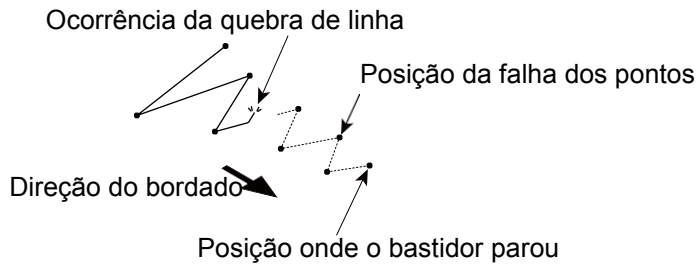 Ocorrência da quebra de linha
Posição da falha dos pontos
Direção do bordado
Posição onde o bastidor parou